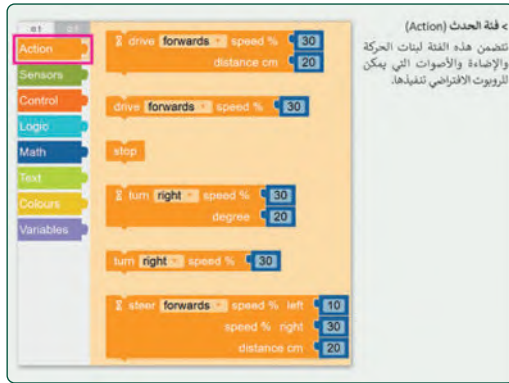 > فئة الحدث (Action)
تتضمن هذه الفئة لبنات الحركة
والإضاءة والأصوات التي يمكن
للروبوت الافتراضي تنفيذها.
Action
Sensors
Control
Logic
Math
Text
Colours
Variables
drive forwards speed % 30
distance cm 20
drive forwards speed % 30
stop
turn right speed % 30
degree 20
turn right speed % 30
steer forwards speed % left 10
speed % right 30
distance cm 20